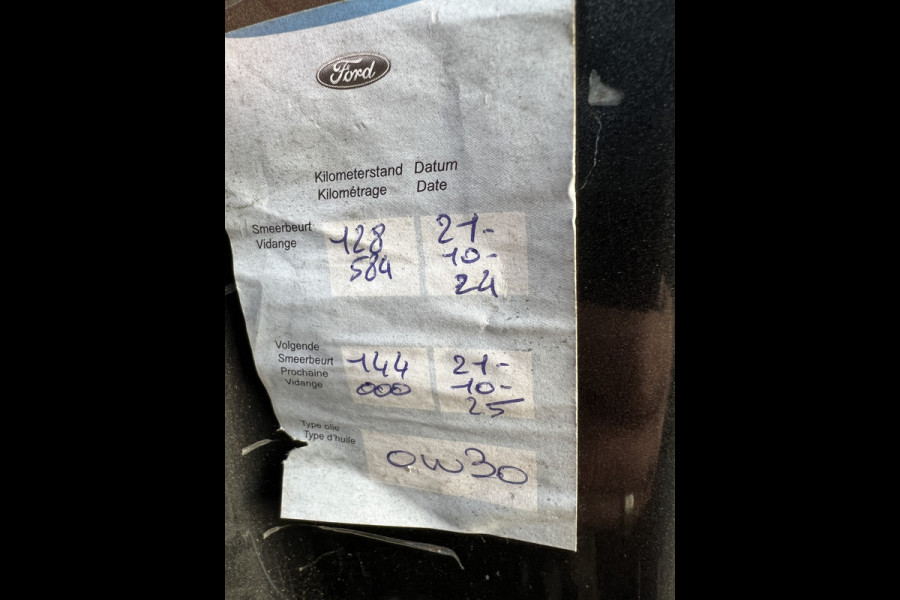 Ford
Kilometerstand Datum
Kilométrage Date
Smeerbeurt
Vidange
128
584
21-
10-
24
Volgende
Smeerbeurt
Prochaine
Vidange
144
000
21-
10-
25
Type olie
Type d'huile
0W30